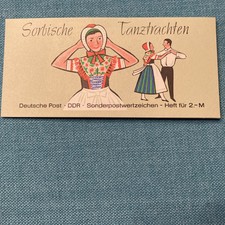 Sorbische Tanztrachten
Deutsche Post · DDR · Sonderpostwertzeichen - Heft für 2,-M